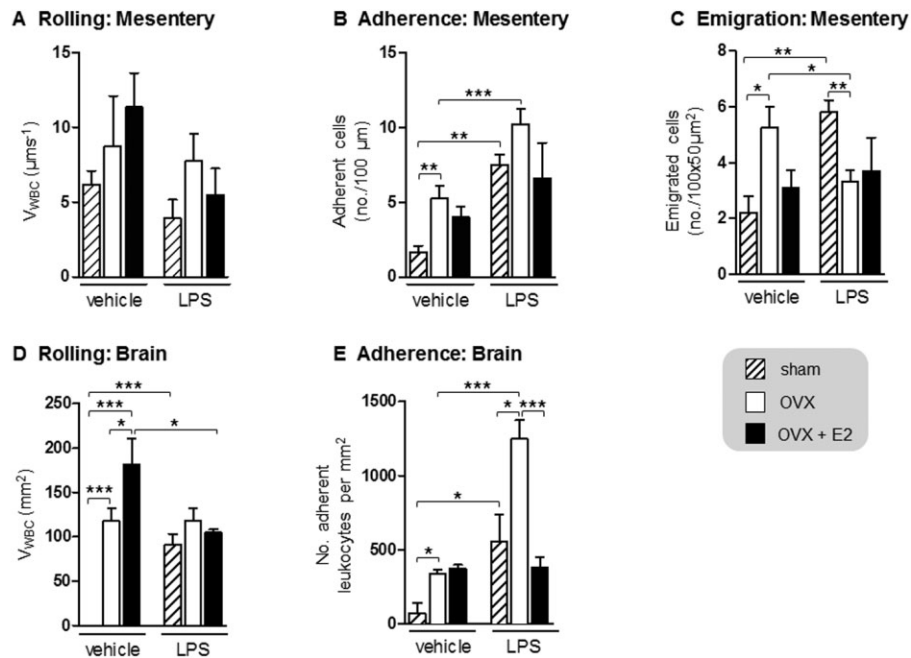 A Rolling: Mesentery
V_WBC (µms⁻¹)
15
10
5
0
vehicle
LPS
B Adherence: Mesentery
Adherent cells
(no./100 µm)
15
10
5
0
***
**
**
vehicle
LPS
C Emigration: Mesentery
Emigrated cells
(no./100x50µm²)
8
6
4
2
0
**
*
*
**
vehicle
LPS
D Rolling: Brain
V_WBC (mm²)
250
200
150
100
50
0
***
***
*
*
***
vehicle
LPS
E Adherence: Brain
No. adherent
leukocytes per mm²
1500
1000
500
0
***
* ***
*
*
vehicle
LPS
sham
OVX
OVX + E2